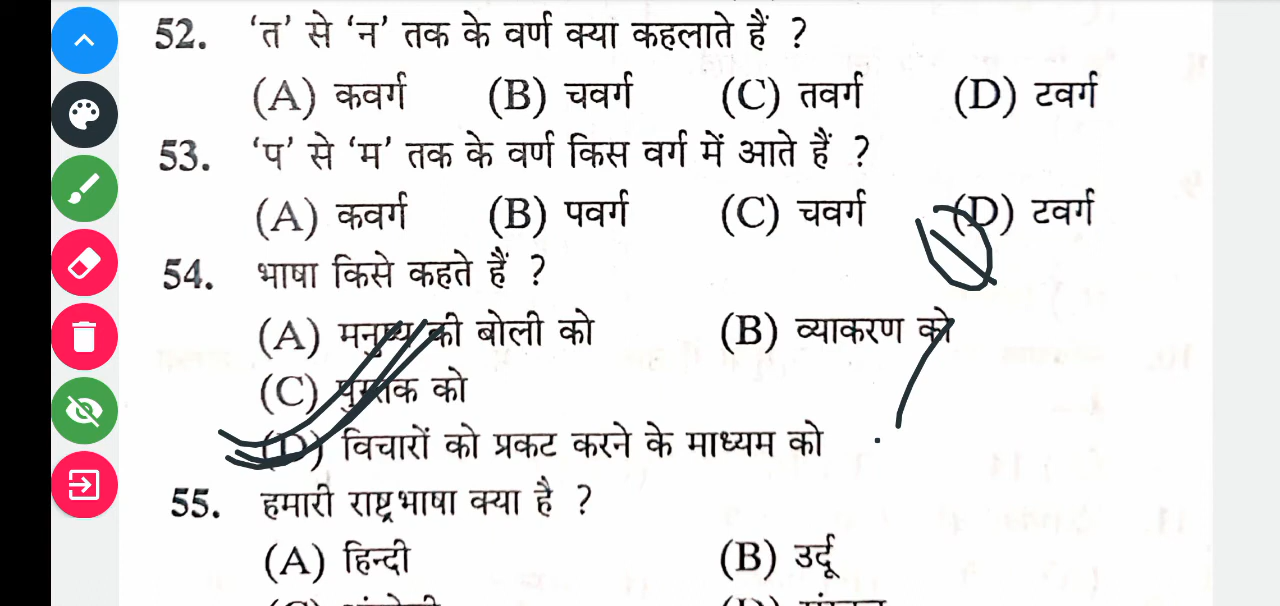 52. 'त' से 'न' तक के वर्ण क्या कहलाते हैं ?
(A) कवर्ग (B) चवर्ग (C) तवर्ग (D) टवर्ग
53. 'प' से 'म' तक के वर्ण किस वर्ग में आते हैं ?
(A) कवर्ग (B) पवर्ग (C) चवर्ग (D) टवर्ग
54. भाषा किसे कहते हैं ?
(A) मनुष्य की बोली को (B) व्याकरण को
(C) पुस्तक को
(D) विचारों को प्रकट करने के माध्यम को
55. हमारी राष्ट्रभाषा क्या है ?
(A) हिन्दी (B) उर्दू